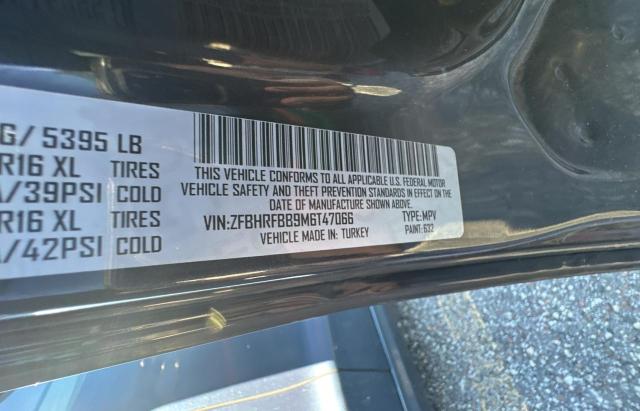 G/ 5395 LB
R16 XL TIRES
A/39PSI COLD
R16 XL TIRES
A/42PSI COLD
THIS VEHICLE CONFORMS TO ALL APPLICABLE U.S. FEDERAL MOTOR
VEHICLE SAFETY AND THEFT PREVENTION STANDARDS IN EFFECT ON THE
DATE OF MANUFACTURE SHOWN ABOVE.
VIN:ZFBHRFBB9M6T47066 TYPE:MPV
VEHICLE MADE IN: TURKEY PAINT: 632